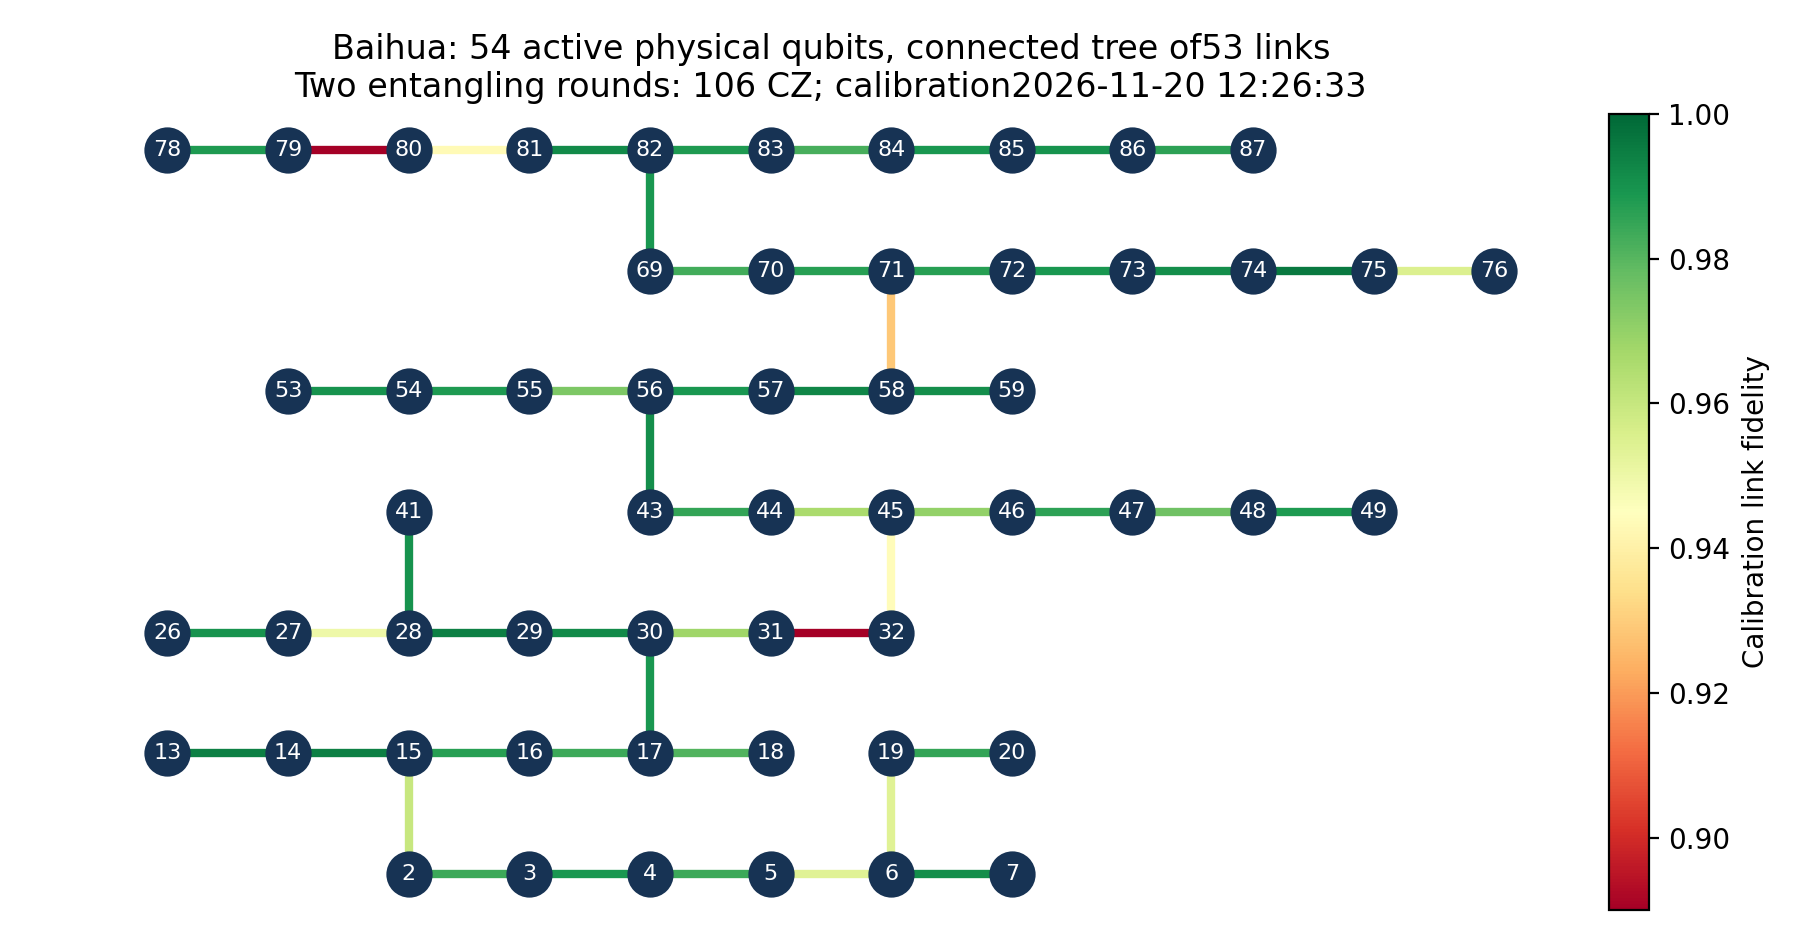 Baihua: 54 active physical qubits, connected tree of53 links
Two entangling rounds: 106 CZ; calibration2026-11-20 12:26:33
78 79 80 81 82 83 84 85 86 87
69 70 71 72 73 74 75 76
53 54 55 56 57 58 59
41 43 44 45 46 47 48 49
26 27 28 29 30 31 32
13 14 15 16 17 18 19 20
2 3 4 5 6 7
1.00
0.98
0.96
0.94
0.92
0.90
Calibration link fidelity